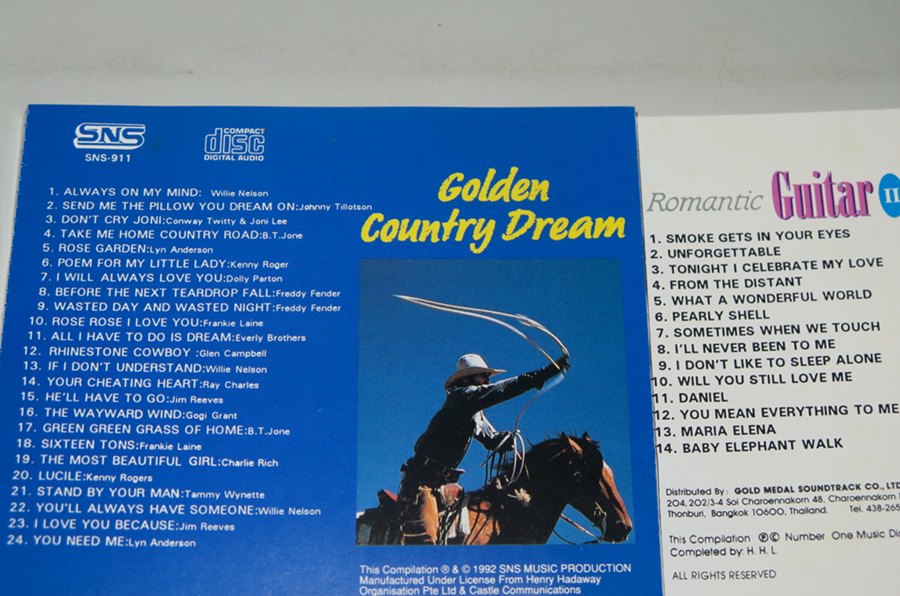 SNS
SNS-911
COMPACT
disc
DIGITAL AUDIO
Golden
Country Dream
1. ALWAYS ON MY MIND: Willie Nelson
2. SEND ME THE PILLOW YOU DREAM ON:Johnny Tillotson
3. DON'T CRY JONI:Conway Twitty & Joni Lee
4. TAKE ME HOME COUNTRY ROAD:B.T.Jone
5. ROSE GARDEN:Lyn Anderson
6. POEM FOR MY LITTLE LADY:Kenny Roger
7. I WILL ALWAYS LOVE YOU:Dolly Parton
8. BEFORE THE NEXT TEARDROP FALL:Freddy Fender
9. WASTED DAY AND WASTED NIGHT:Freddy Fender
10. ROSE ROSE I LOVE YOU:Frankie Laine
11. ALL I HAVE TO DO IS DREAM:Everly Brothers
12. RHINESTONE COWBOY :Glen Campbell
13. IF I DON'T UNDERSTAND:Willie Nelson
14. YOUR CHEATING HEART:Ray Charles
15. HE'LL HAVE TO GO:Jim Reeves
16. THE WAYWARD WIND:Gogi Grant
17. GREEN GREEN GRASS OF HOME:B.T.Jone
18. SIXTEEN TONS:Frankie Laine
19. THE MOST BEAUTIFUL GIRL:Charlie Rich
20. LUCILE:Kenny Rogers
21. STAND BY YOUR MAN:Tammy Wynette
22. YOU'LL ALWAYS HAVE SOMEONE:Willie Nelson
23. I LOVE YOU BECAUSE:Jim Reeves
24. YOU NEED ME:Lyn Anderson
This Compilation ® & © 1992 SNS MUSIC PRODUCTION
Manufactured Under License From Henry Hadaway
Organisation Pte Ltd & Castle Communications
Romantic Guitar II
1. SMOKE GETS IN YOUR EYES
2. UNFORGETTABLE
3. TONIGHT I CELEBRATE MY LOVE
4. FROM THE DISTANT
5. WHAT A WONDERFUL WORLD
6. PEARLY SHELL
7. SOMETIMES WHEN WE TOUCH
8. I'LL NEVER BEEN TO ME
9. I DON'T LIKE TO SLEEP ALONE
10. WILL YOU STILL LOVE ME
11. DANIEL
12. YOU MEAN EVERYTHING TO ME
13. MARIA ELENA
14. BABY ELEPHANT WALK
Distributed By: GOLD MEDAL SOUNDTRACK CO., LTD
204, 202/3-4 Soi Charoennakorn 48, Charoennakorn
Thonburi, Bangkok 10600, Thailand. Tel. 438-265
This Compilation ℗© Number One Music
Completed by: H. H. L.
ALL RIGHTS RESERVED